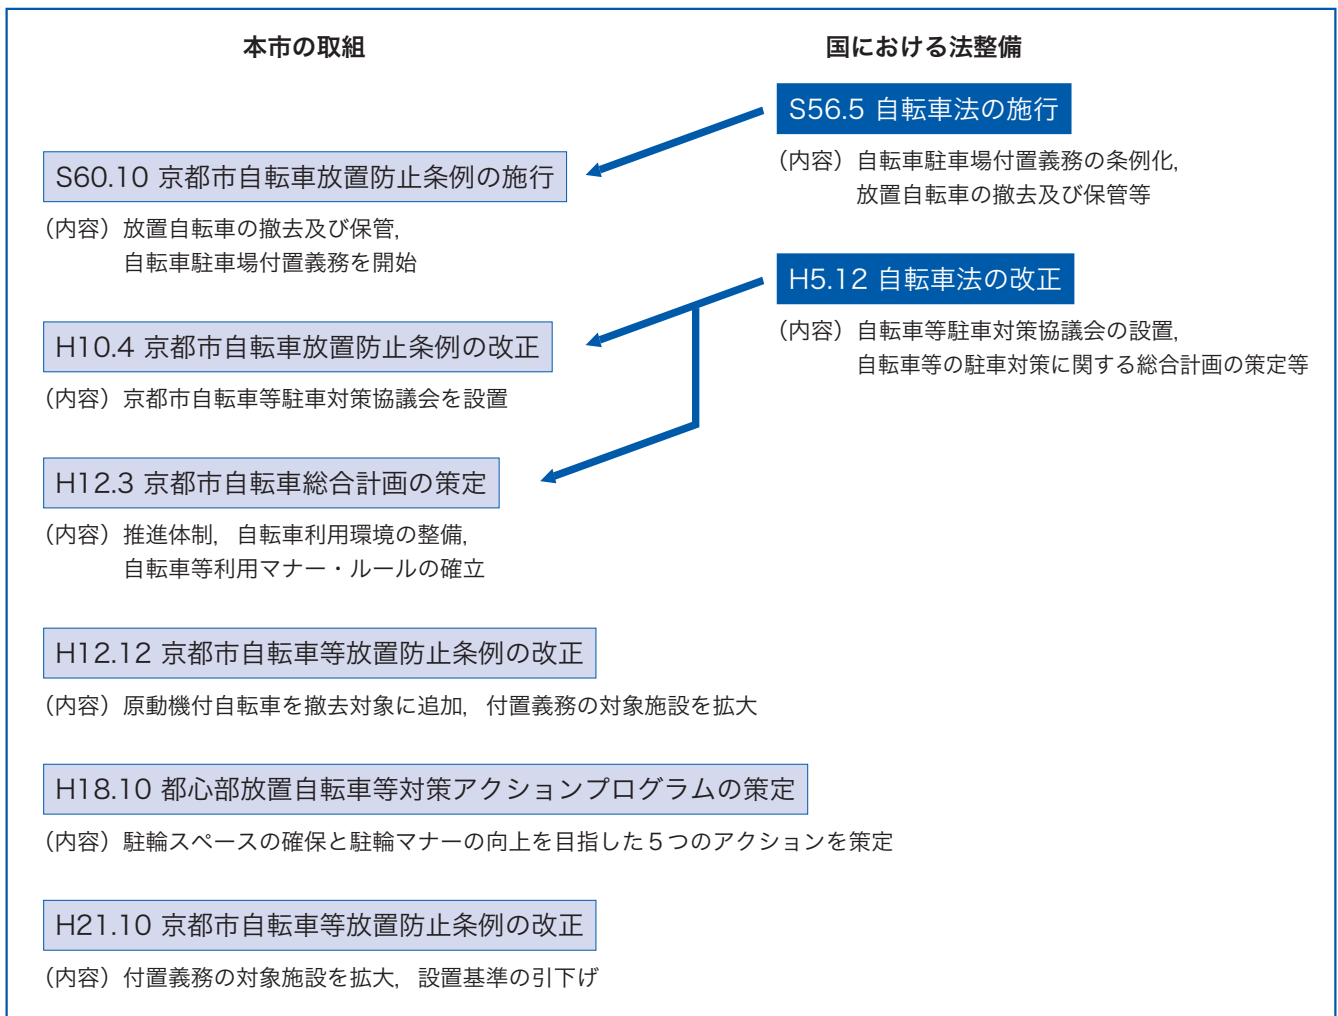 本市の取組
国における法整備
S56.5 自転車法の施行
（内容）自転車駐車場付置義務の条例化，
放置自転車の撤去及び保管等
S60.10 京都市自転車放置防止条例の施行
（内容）放置自転車の撤去及び保管，
自転車駐車場付置義務を開始
H5.12 自転車法の改正
（内容）自転車等駐車対策協議会の設置，
自転車等の駐車対策に関する総合計画の策定等
H10.4 京都市自転車放置防止条例の改正
（内容）京都市自転車等駐車対策協議会を設置
H12.3 京都市自転車総合計画の策定
（内容）推進体制，自転車利用環境の整備，
自転車等利用マナー・ルールの確立
H12.12 京都市自転車等放置防止条例の改正
（内容）原動機付自転車を撤去対象に追加，付置義務の対象施設を拡大
H18.10 都心部放置自転車等対策アクションプログラムの策定
（内容）駐輪スペースの確保と駐輪マナーの向上を目指した５つのアクションを策定
H21.10 京都市自転車等放置防止条例の改正
（内容）付置義務の対象施設を拡大，設置基準の引下げ